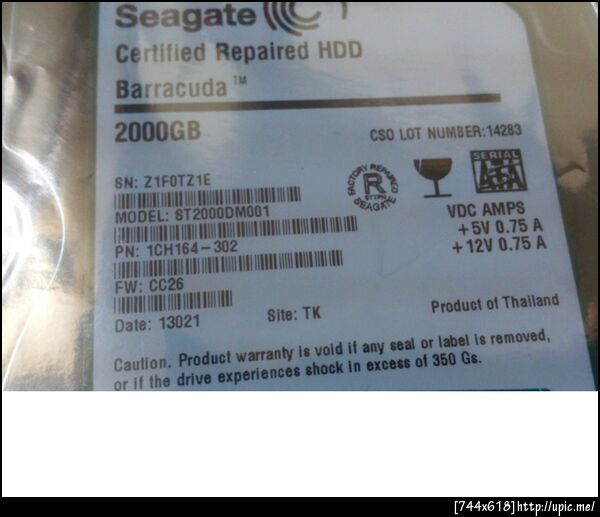 Seagate
Certified Repaired HDD
Barracuda ™
2000GB
CSO LOT NUMBER:14283
SN: Z1F0TZ1E
MODEL: ST2000DM001
PN: 1CH164-302
FW: CC26
Date: 13021
Site: TK
FACTORY REPAIRED
R
SEAGATE
SERIAL
ATA
VDC AMPS
+5V 0.75 A
+12V 0.75 A
Product of Thailand
Caution. Product warranty is void if any seal or label is removed,
or if the drive experiences shock in excess of 350 Gs.
[744x618]http://upic.me/